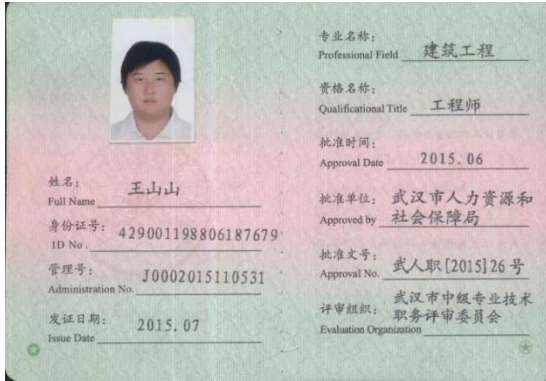 姓名：
Full Name 王山山
身份证号：
ID No. 429001198806187679
管理号：
Administration No. J0002015110531
发证日期：
Issue Date 2015.07
专业名称：
Professional Field 建筑工程
资格名称：
Qualificational Title 工程师
批准时间：
Approval Date 2015.06
批准单位：武汉市人力资源和
Approved by 社会保障局
批准文号：
Approval No. 武人职[2015]26号
评审组织：武汉市中级专业技术
职务评审委员会
Evaluation Organization